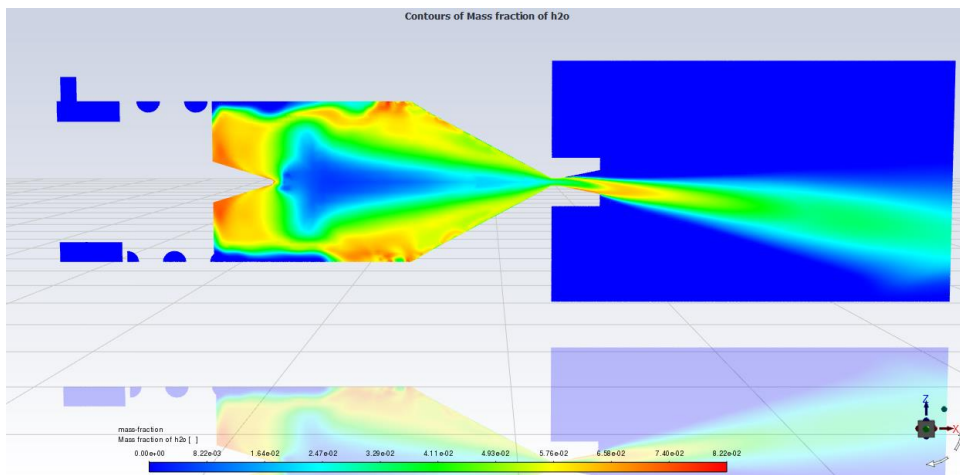 Contours of Mass fraction of h2o
mass-fraction
Mass fraction of h2o [ ]
0.00e+00 8.22e-03 1.64e-02 2.47e-02 3.29e-02 4.11e-02 4.93e-02 5.76e-02 6.58e-02 7.40e-02 8.22e-02
Z
X